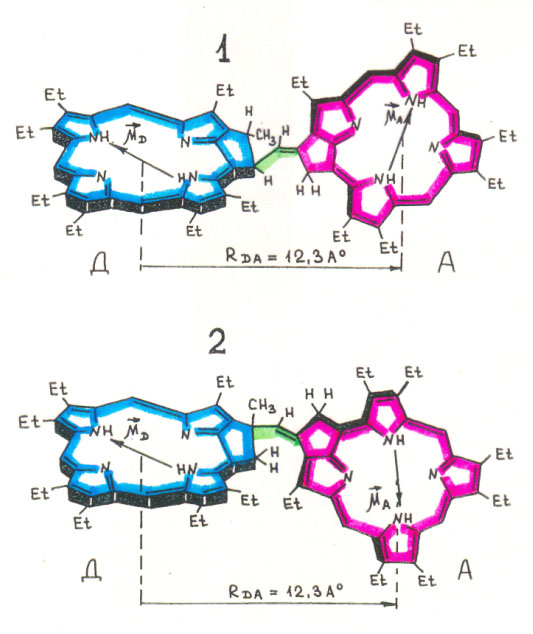 Et
1
Et
Et Et Et
NH
H
μ⃗A
Et NH μ⃗D N CH3 H N Et
N
N HN H H H NH Et
Et Et
Et Et Et Et
Д RDA = 12,3 A° А
2
Et Et Et
Et
H H
CH3 H
Et NH μ⃗D N NH
H
N HN H N N Et
Et Et Et μ⃗A Et
Et Et NH
Et Et
Д А
RDA = 12,3 A°